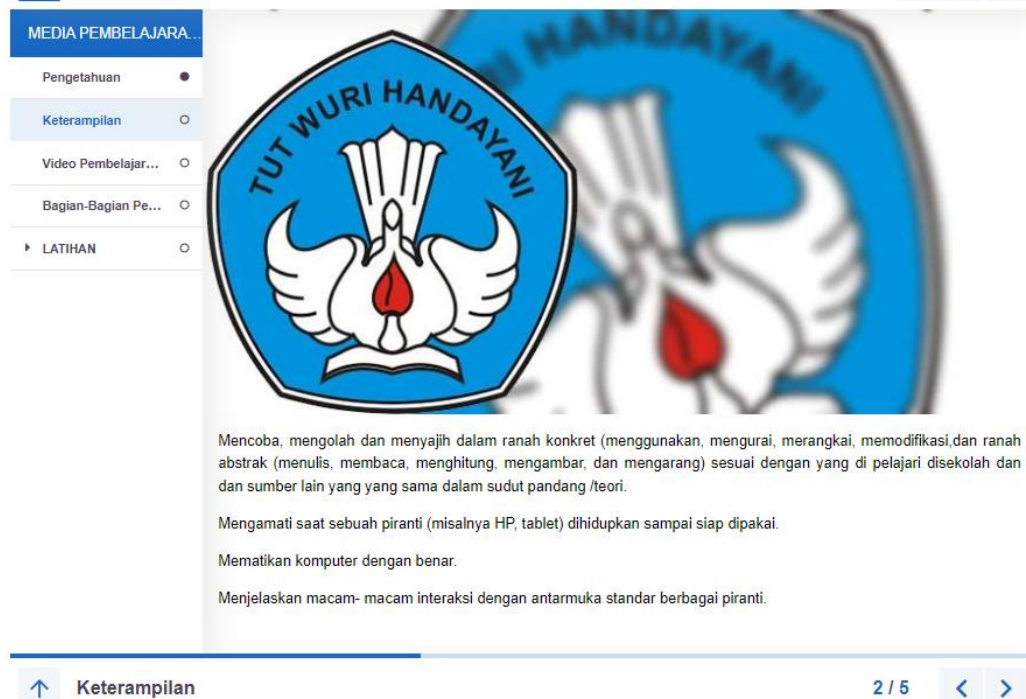 MEDIA PEMBELAJARA...
Pengetahuan
Keterampilan
Video Pembelajar...
Bagian-Bagian Pe...
LATIHAN
TUT WURI HANDAYANI
HANDAYANI
Mencoba, mengolah dan menyajih dalam ranah konkret (menggunakan, mengurai, merangkai, memodifikasi,dan ranah
abstrak (menulis, membaca, menghitung, mengambar, dan mengarang) sesuai dengan yang di pelajari disekolah dan
dan sumber lain yang yang sama dalam sudut pandang /teori.
Mengamati saat sebuah piranti (misalnya HP, tablet) dihidupkan sampai siap dipakai.
Mematikan komputer dengan benar.
Menjelaskan macam- macam interaksi dengan antarmuka standar berbagai piranti.
Keterampilan
2 / 5